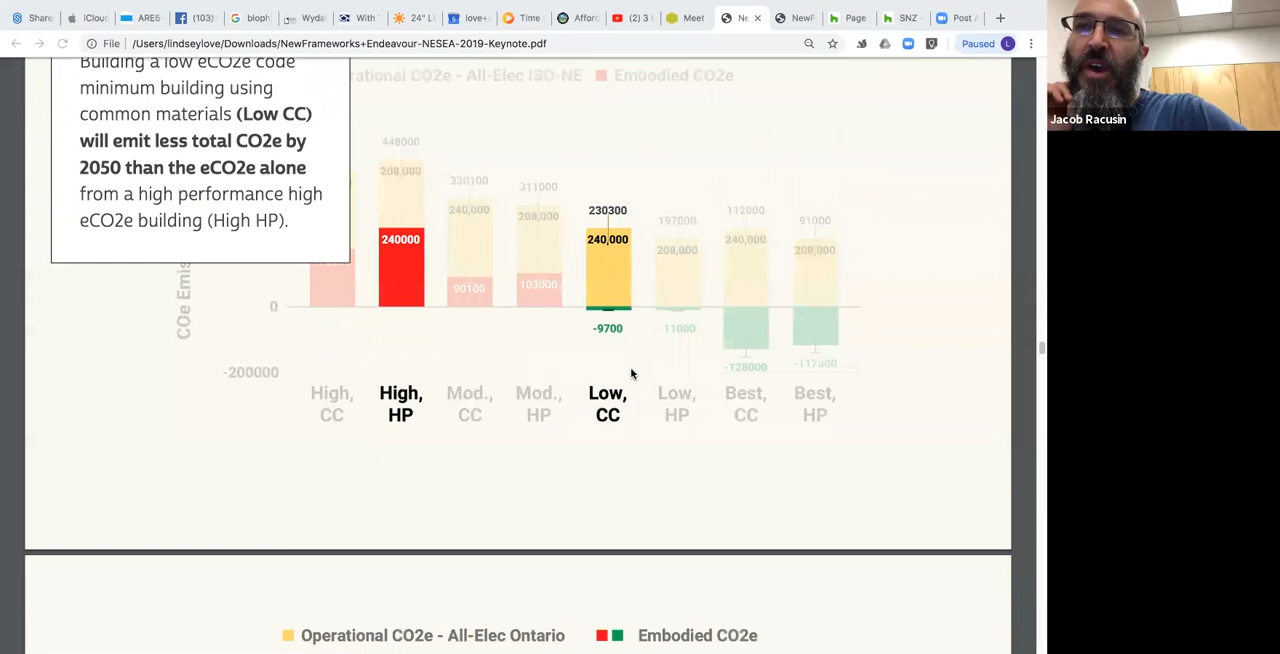 Share
iClou
ARE5
(103)
bioph
Wyda
With
24° L
love+
Time
Affor
(2) 3
Meet
Ne
NewF
Page
SNZ -
Post /
File
/Users/lindseylove/Downloads/NewFrameworks+Endeavour-NESEA-2019-Keynote.pdf
Paused
L
Building a low eCO2e code
minimum building using
common materials (Low CC)
will emit less total CO2e by
2050 than the eCO2e alone
from a high performance high
eCO2e building (High HP).
rational CO2e - All-Elec ISO-NE
Embodied CO2e
448000
208,000
330100
240,000
311000
208,000
230300
240,000
197000
208,000
112000
240,000
91000
208,000
240000
90100
103000
COe Emis
0
-9700
-11000
-128000
-117000
-200000
High, CC
High, HP
Mod., CC
Mod., HP
Low, CC
Low, HP
Best, CC
Best, HP
Operational CO2e - All-Elec Ontario
Embodied CO2e
Jacob Racusin